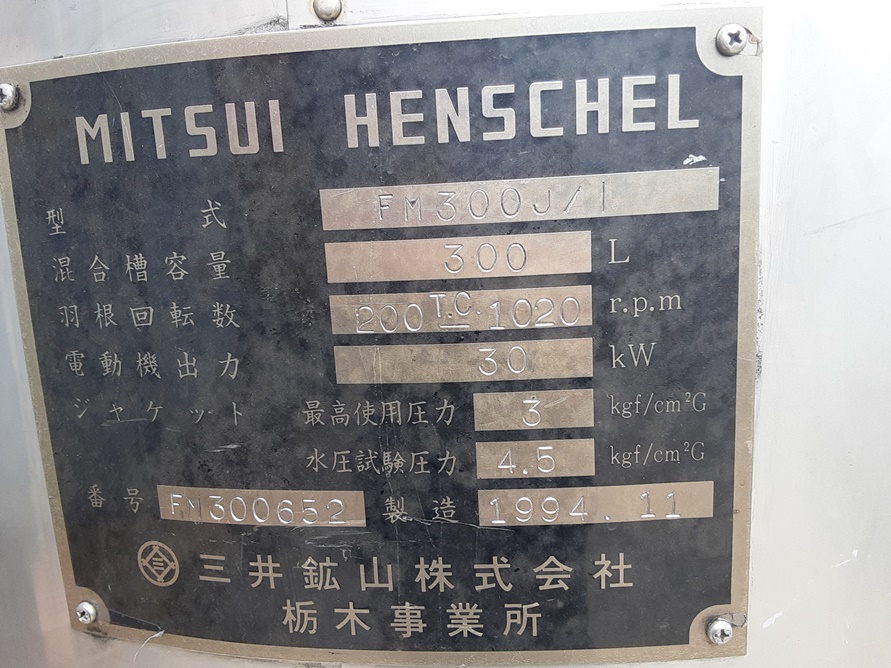 MITSUI HENSCHEL
型式 FM300J/I
混合槽容量 300 L
羽根回転数 200 T.C. 1020 r.p.m
電動機出力 30 kW
ジャケット 最高使用圧力 3 kgf/cm²G
水圧試験圧力 4.5 kgf/cm²G
番号 FM300652 製造 1994.11
三井鉱山株式会社
栃木事業所